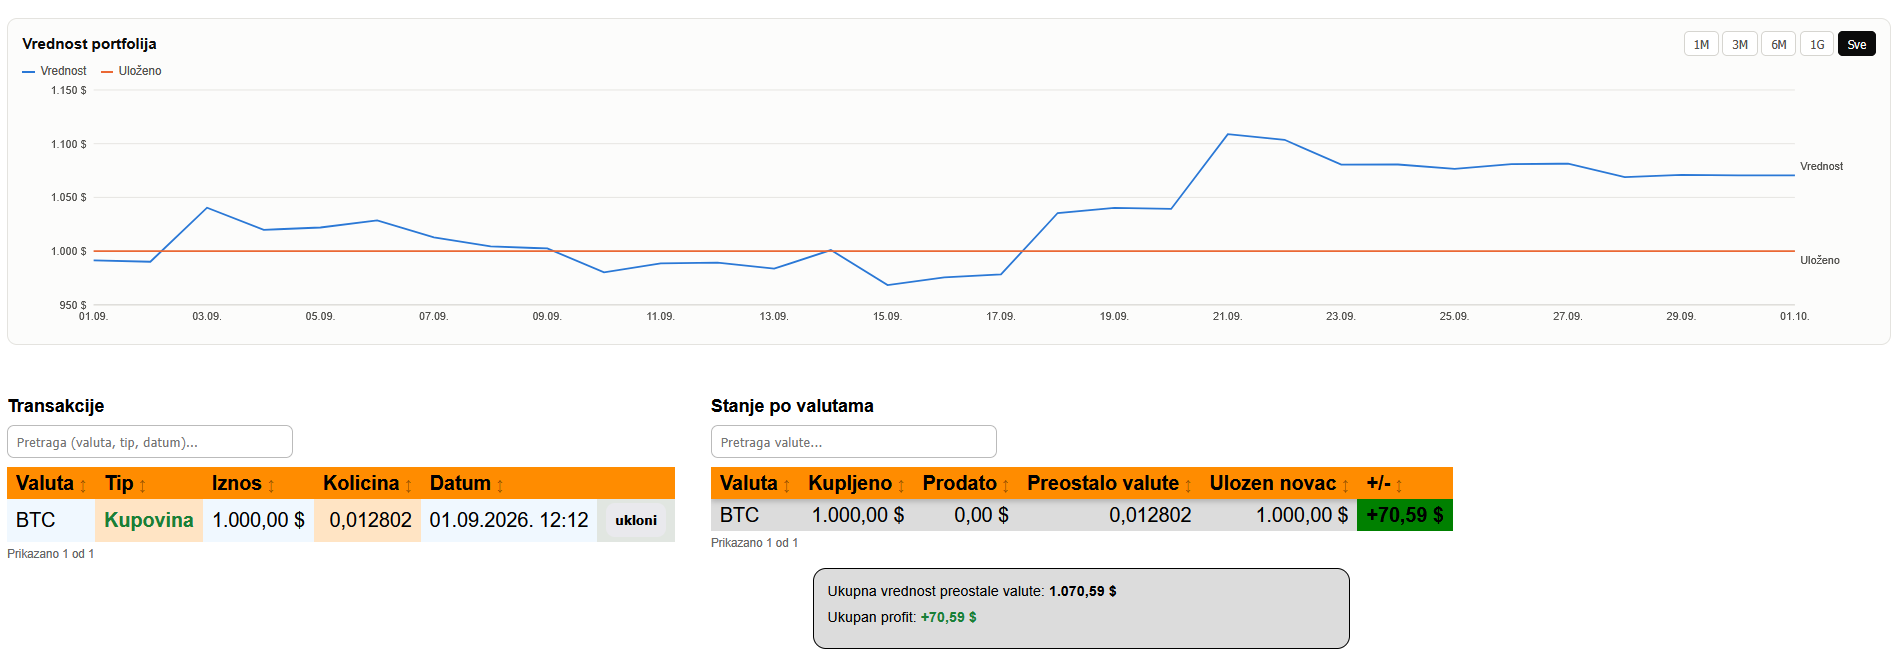 Vrednost portfolija
1M 3M 6M 1G Sve
Vrednost Uloženo
1.150 $
1.100 $
1.050 $
1.000 $
950 $
Vrednost
Uloženo
01.09. 03.09. 05.09. 07.09. 09.09. 11.09. 13.09. 15.09. 17.09. 19.09. 21.09. 23.09. 25.09. 27.09. 29.09. 01.10.
Transakcije
Pretraga (valuta, tip, datum)...
Valuta ↕ Tip ↕ Iznos ↕ Kolicina ↕ Datum ↕
BTC Kupovina 1.000,00 $ 0,012802 01.09.2026. 12:12 ukloni
Prikazano 1 od 1
Stanje po valutama
Pretraga valute...
Valuta ↕ Kupljeno ↕ Prodato ↕ Preostalo valute ↕ Ulozen novac ↕ +/- ↕
BTC 1.000,00 $ 0,00 $ 0,012802 1.000,00 $ +70,59 $
Prikazano 1 od 1
Ukupna vrednost preostale valute: 1.070,59 $
Ukupan profit: +70,59 $